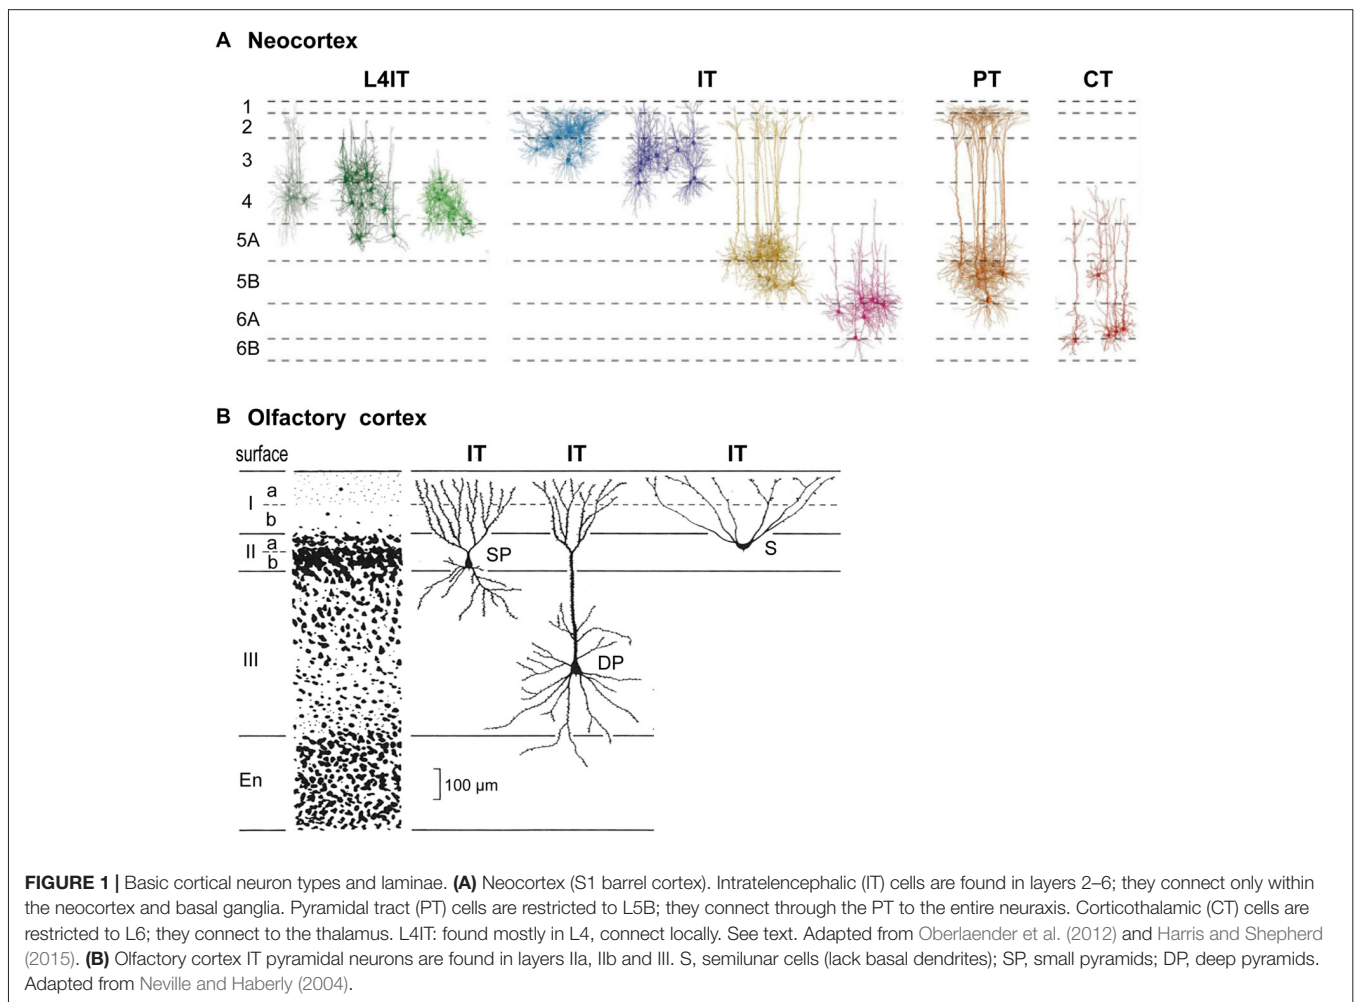 A Neocortex
L4IT IT PT CT
1
2
3
4
5A
5B
6A
6B
B Olfactory cortex
surface IT IT IT
a
I
b
a
II
b
SP
S
III
DP
En
100 µm
FIGURE 1 | Basic cortical neuron types and laminae. (A) Neocortex (S1 barrel cortex). Intratelencephalic (IT) cells are found in layers 2–6; they connect only within
the neocortex and basal ganglia. Pyramidal tract (PT) cells are restricted to L5B; they connect through the PT to the entire neuraxis. Corticothalamic (CT) cells are
restricted to L6; they connect to the thalamus. L4IT: found mostly in L4, connect locally. See text. Adapted from Oberlaender et al. (2012) and Harris and Shepherd
(2015). (B) Olfactory cortex IT pyramidal neurons are found in layers IIa, IIb and III. S, semilunar cells (lack basal dendrites); SP, small pyramids; DP, deep pyramids.
Adapted from Neville and Haberly (2004).